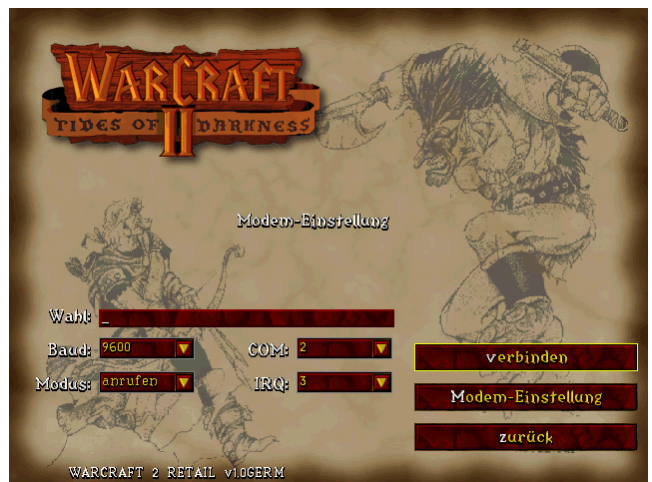 WARCRAFT
TIDES OF DARKNESS
II
Modem-Einstellung
Wahl: _
Baud: 9600 COM: 2
Modus: anrufen IRQ: 3
verbinden
Modem-Einstellung
zurück
WARCRAFT 2 RETAIL v1.0GERM